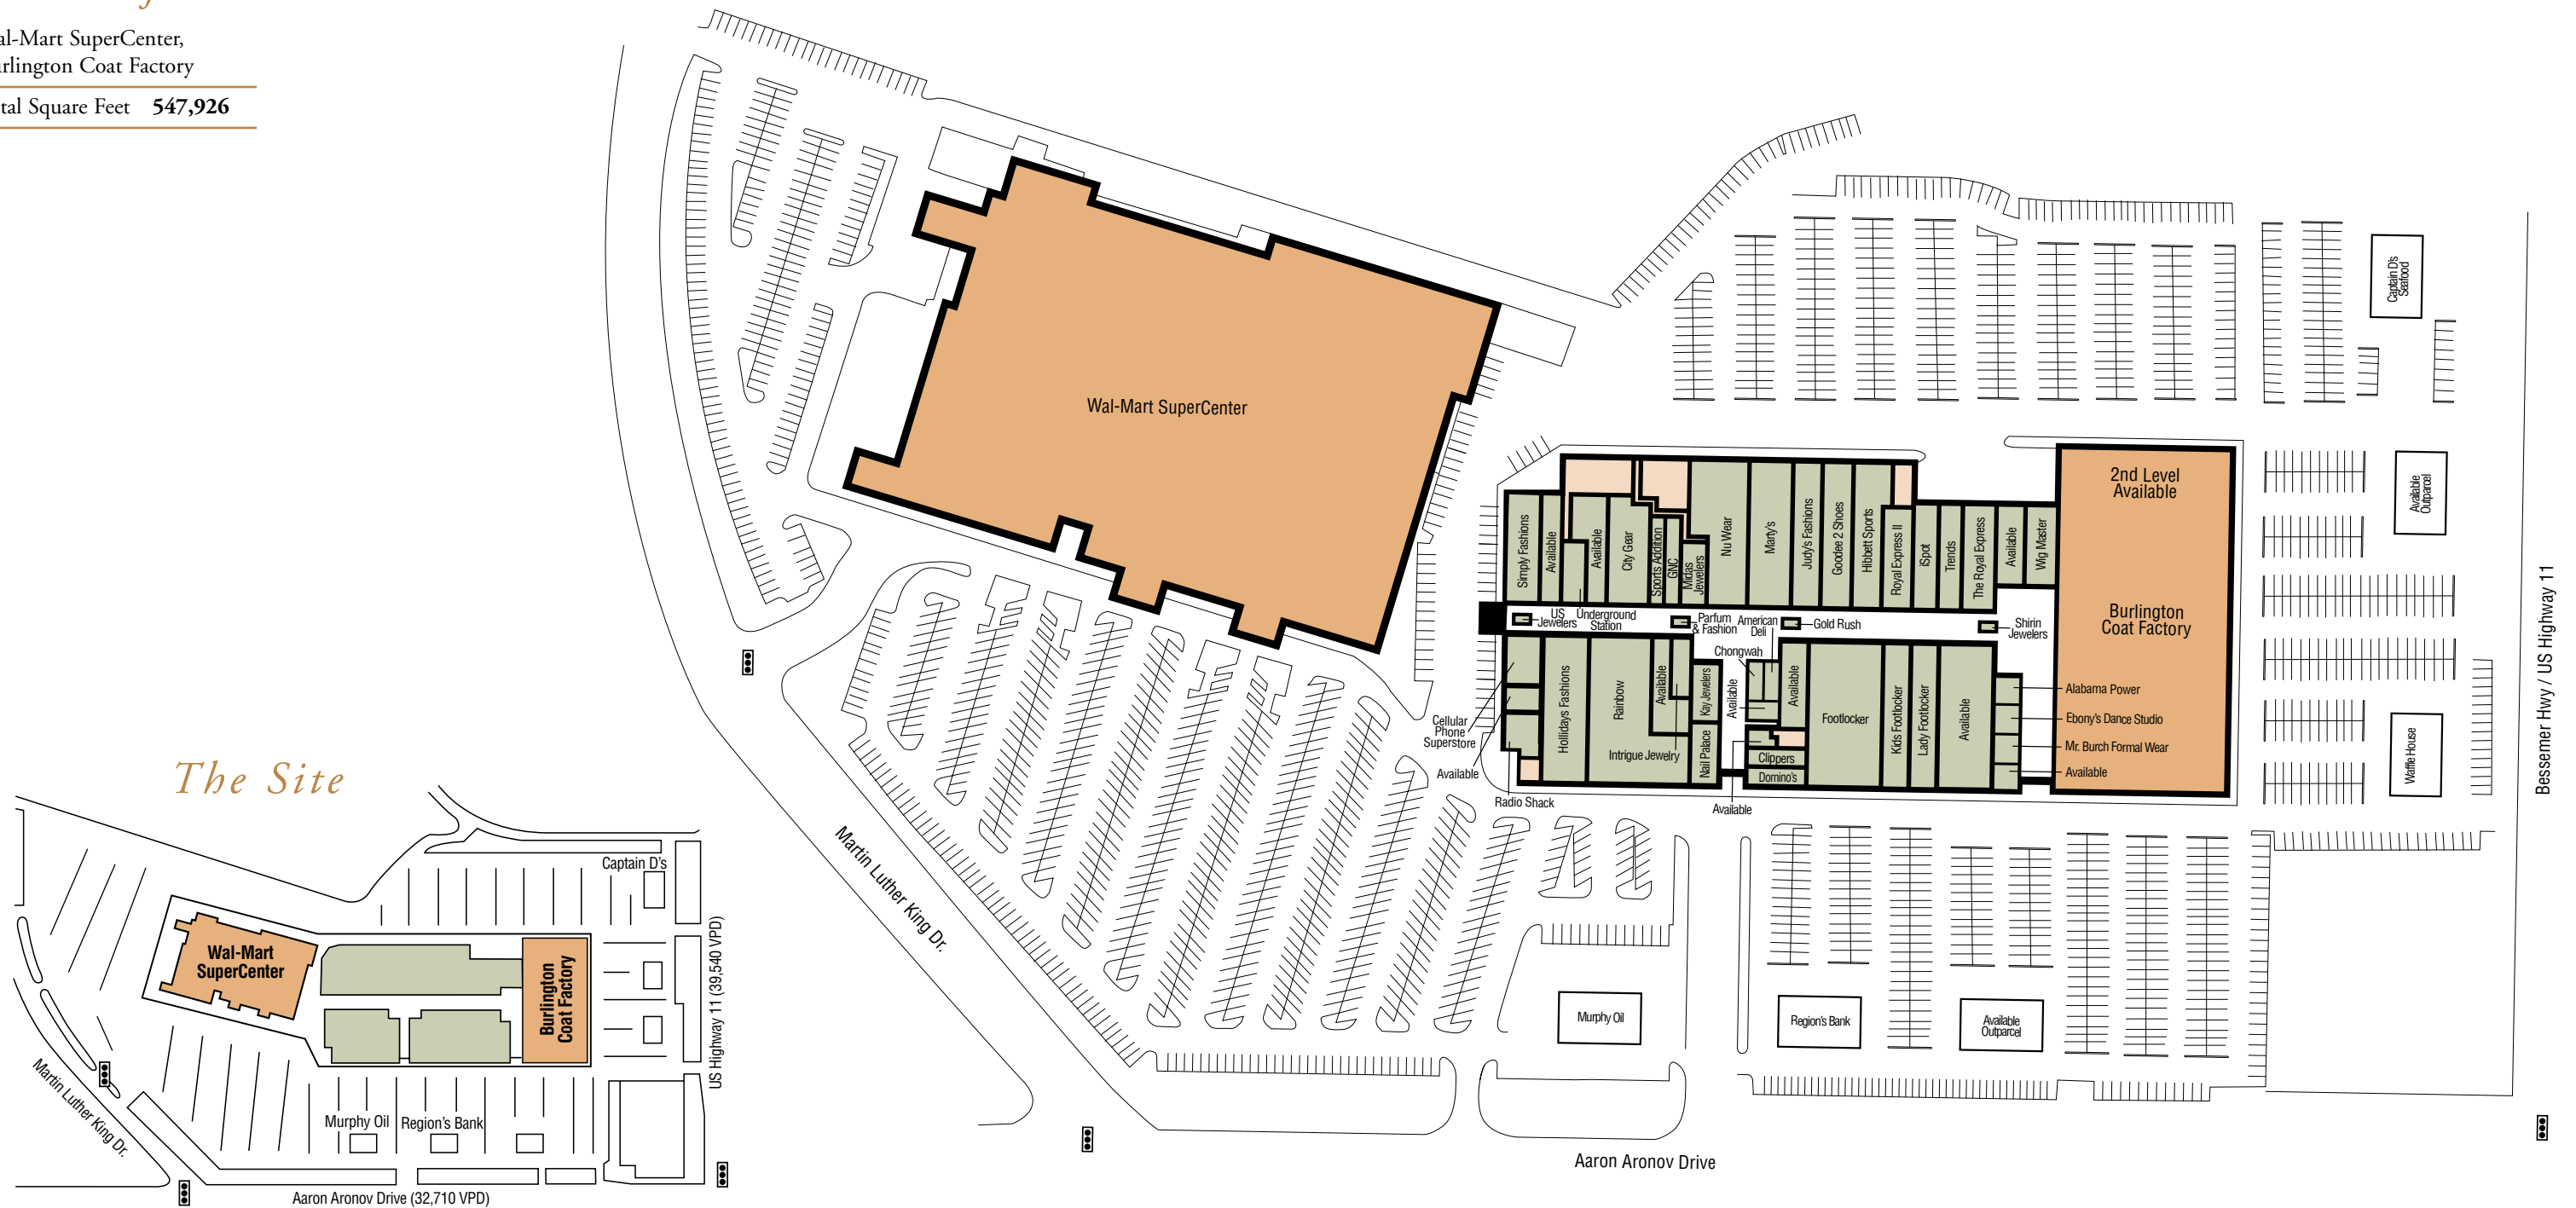 al-Mart SuperCenter,
urlington Coat Factory
tal Square Feet 547,926
Wal-Mart SuperCenter
Captain D's
Seafood
Available
Outparcel
Waffle House
Bessemer Hwy / US Highway 11
2nd Level
Available
Burlington
Coat Factory
Simply Fashions
Available
Available
City Gear
Sports Addition
GNC
Midas
Jewelers
Nu Wear
Marty's
Judy's Fashions
Goodee 2 Shoes
Hibbett Sports
Royal Express II
iSpot
Trends
The Royal Express
Available
Wig Master
US
Jewelers
Underground
Station
Parfum
& Fashion
American
Deli
Gold Rush
Shirin
Jewelers
Chongwah
Hollidays Fashions
Rainbow
Available
Intrigue Jewelry
Kay Jewelers
Nail Palace
Available
Available
Clippers
Domino's
Footlocker
Kids Footlocker
Lady Footlocker
Available
Alabama Power
Ebony's Dance Studio
Mr. Burch Formal Wear
Available
Cellular
Phone
Superstore
Available
Radio Shack
Available
Martin Luther King Dr.
Murphy Oil
Region's Bank
Available
Outparcel
Aaron Aronov Drive
The Site
Captain D's
Wal-Mart
SuperCenter
Burlington
Coat Factory
US Highway 11 (39,540 VPD)
Martin Luther King Dr.
Murphy Oil
Region's Bank
Aaron Aronov Drive (32,710 VPD)